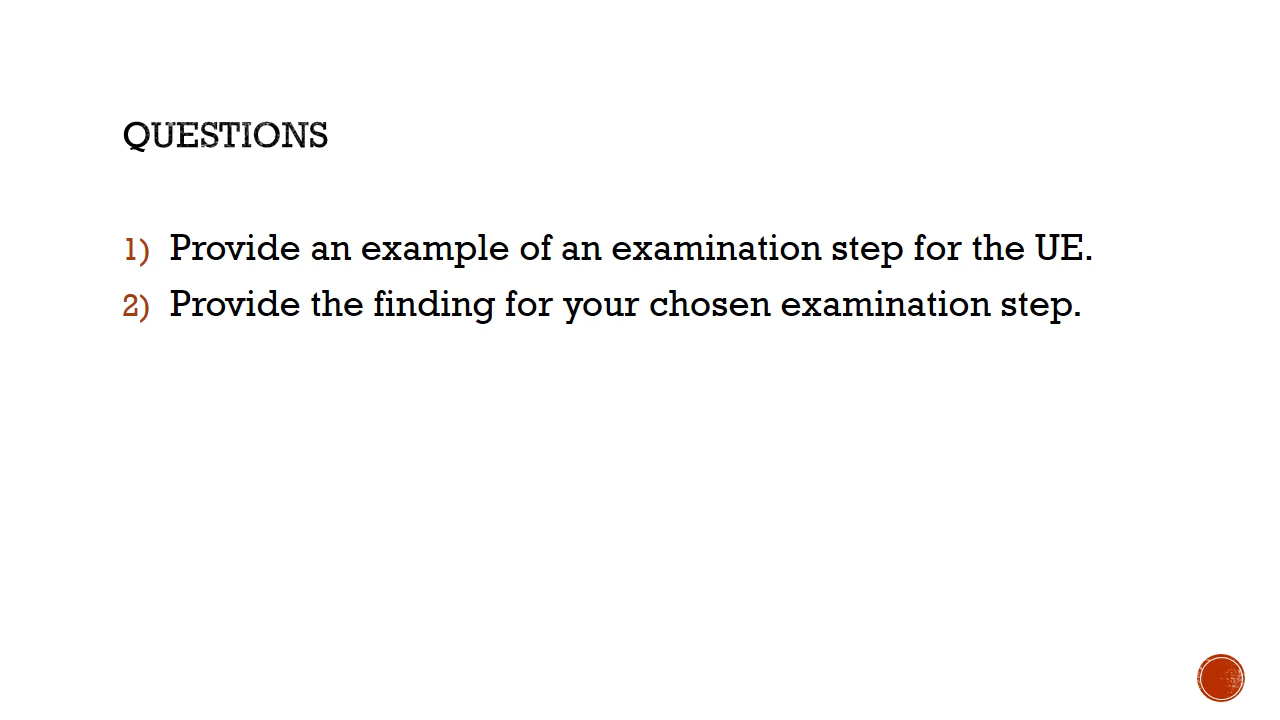 QUESTIONS
1) Provide an example of an examination step for the UE.
2) Provide the finding for your chosen examination step.